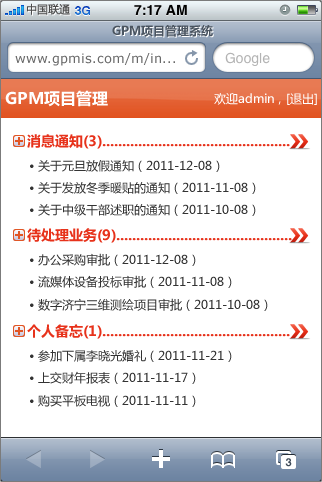 中国联通 3G 7:17 AM
GPM项目管理系统
www.gpmis.com/m/in... Google
GPM项目管理 欢迎admin，[退出]
消息通知(3)
• 关于元旦放假通知（2011-12-08）
• 关于发放冬季暖贴的通知（2011-11-08）
• 关于中级干部述职的通知（2011-10-08）
待处理业务(9)
• 办公采购审批（2011-12-08）
• 流媒体设备投标审批（2011-11-08）
• 数字济宁三维测绘项目审批（2011-10-08）
个人备忘(1)
• 参加下属李晓光婚礼（2011-11-21）
• 上交财年报表（2011-11-17）
• 购买平板电视（2011-11-11）
3